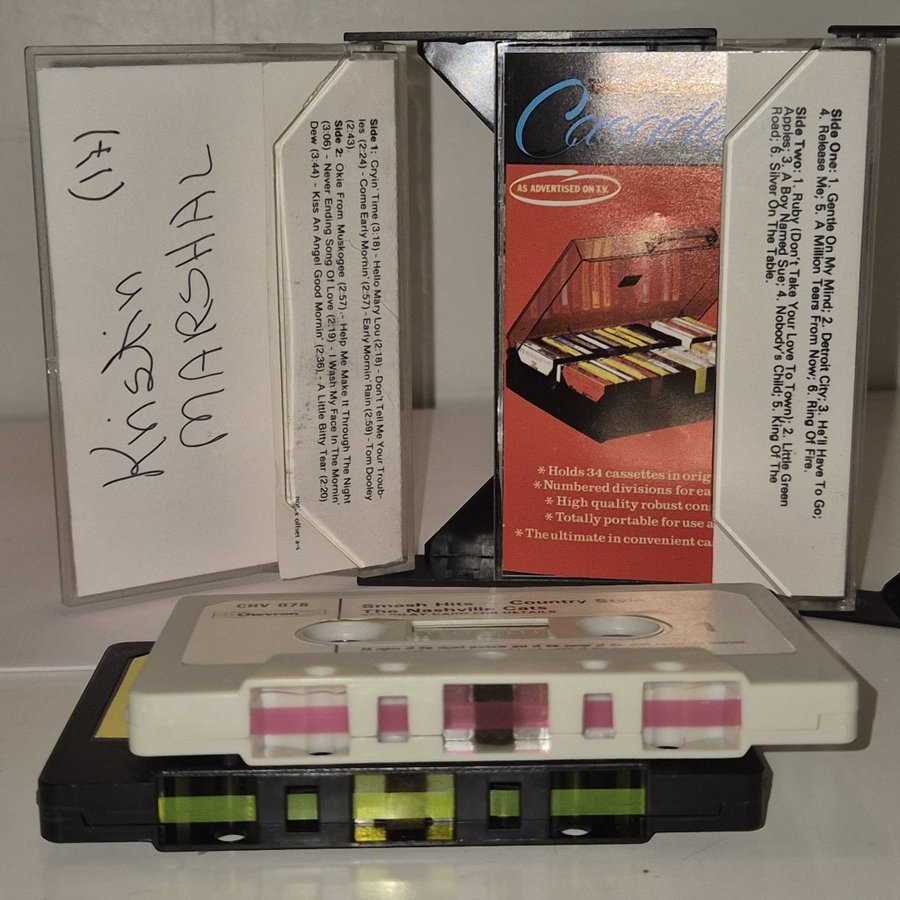 (17)
Kristin
MARSHAL
Side 1: Cryin' Time (3:18) - Hello Mary Lou (2:18) - Don't Tell Me Your Troub-
les (2:24) - Come Early Mornin' (2:57) - Early Mornin' Rain (2:59) - Tom Dooley
(2:43).
Side 2: Okie From Muskogee (2:57) - Help Me Make It Through The Night
(3:06) - Never Ending Song Of Love (2:19) - I Wash My Face In The Mornin'
Dew (3:44) - Kiss An Angel Good Mornin' (2:36) - A Little Bitty Tear (2:20)
offset a-s
AS ADVERTISED ON T.V.
* Holds 34 cassettes in orig
* Numbered divisions for ea
* High quality robust con
* Totally portable for use a
* The ultimate in convenient ca
Side One: 1. Gentle On My Mind; 2. Detroit City; 3. He'll Have To Go;
4. Release Me; 5. A Million Tears From Now; 6. Ring Of Fire.
Side Two: 1. Ruby (Don't Take Your Love To Town); 2. Little Green
Apples; 3. A Boy Named Sue; 4. Nobody's Child; 5. King Of The
Road; 6. Silver On The Table.
CHV 076
Chevron
Smash Hits Country Style
The Nashville Cats
1